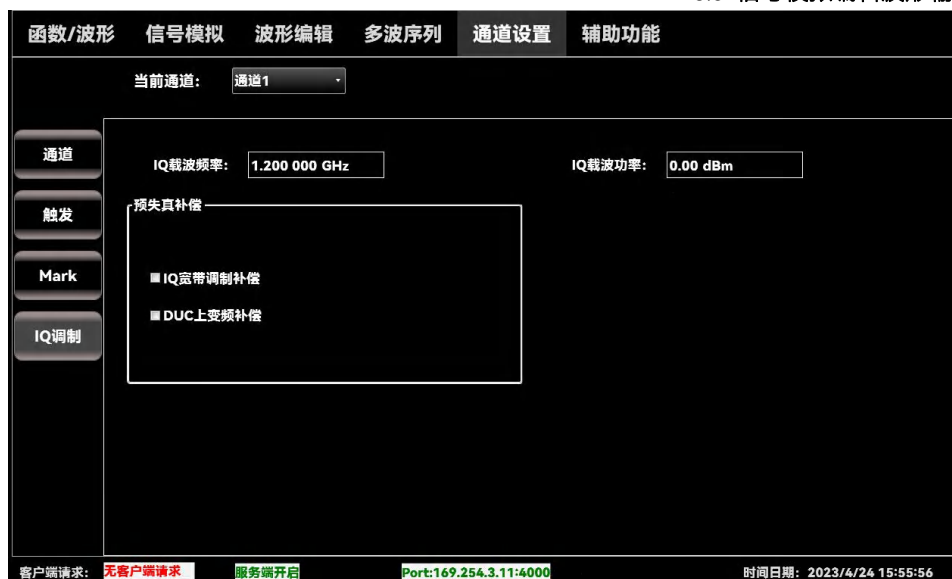 函数/波形 信号模拟 波形编辑 多波序列 通道设置 辅助功能
当前通道： 通道1
通道
IQ载波频率： 1.200 000 GHz IQ载波功率： 0.00 dBm
触发
预失真补偿
Mark
IQ宽带调制补偿
DUC上变频补偿
IQ调制
客户端请求： 无客户端请求 服务端开启 Port:169.254.3.11:4000 时间日期： 2023/4/24 15:55:56